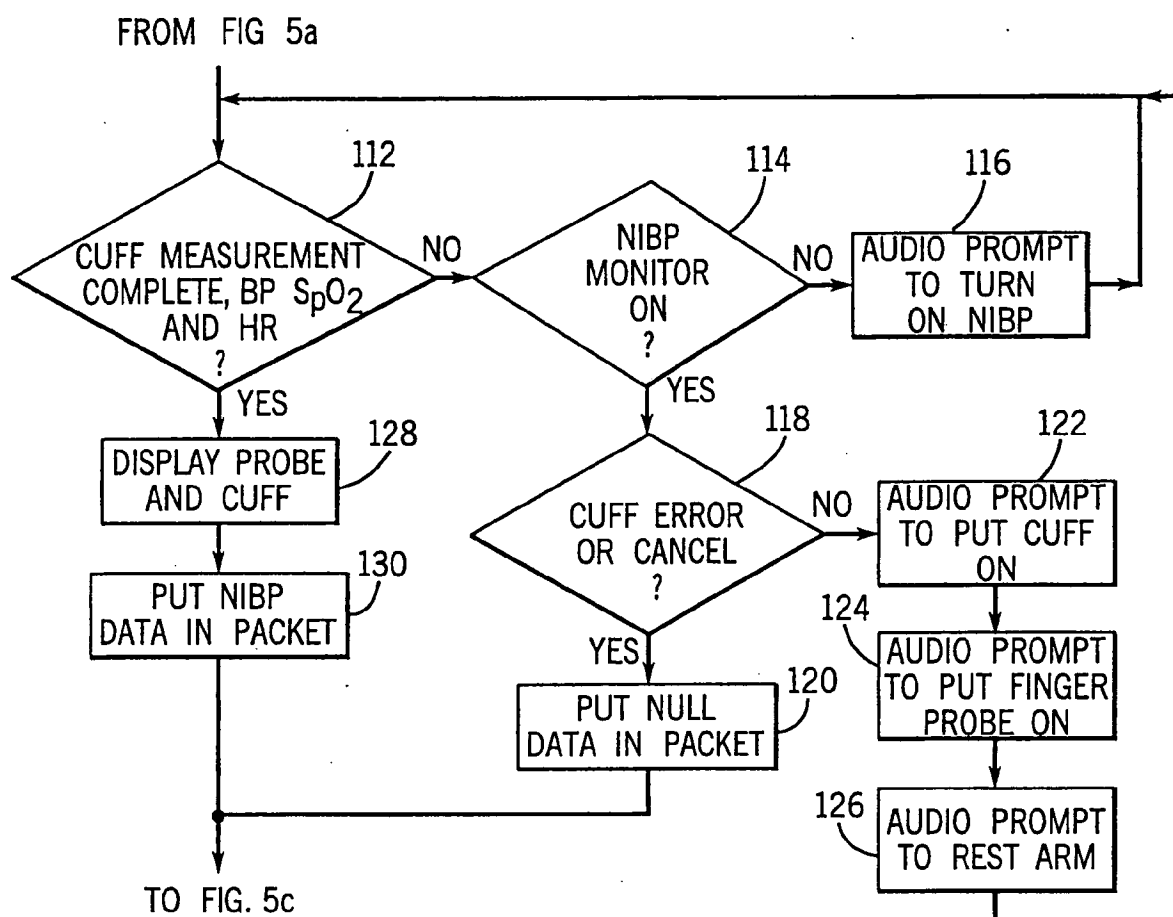 FROM FIG 5a
112
CUFF MEASUREMENT
COMPLETE, BP SpO2
AND HR
?
NO
YES
114
NIBP
MONITOR
ON
?
NO
YES
116
AUDIO PROMPT
TO TURN
ON NIBP
128
DISPLAY PROBE
AND CUFF
118
CUFF ERROR
OR CANCEL
?
NO
YES
122
AUDIO PROMPT
TO PUT CUFF
ON
130
PUT NIBP
DATA IN PACKET
124
AUDIO PROMPT
TO PUT FINGER
PROBE ON
120
PUT NULL
DATA IN PACKET
126
AUDIO PROMPT
TO REST ARM
TO FIG. 5c